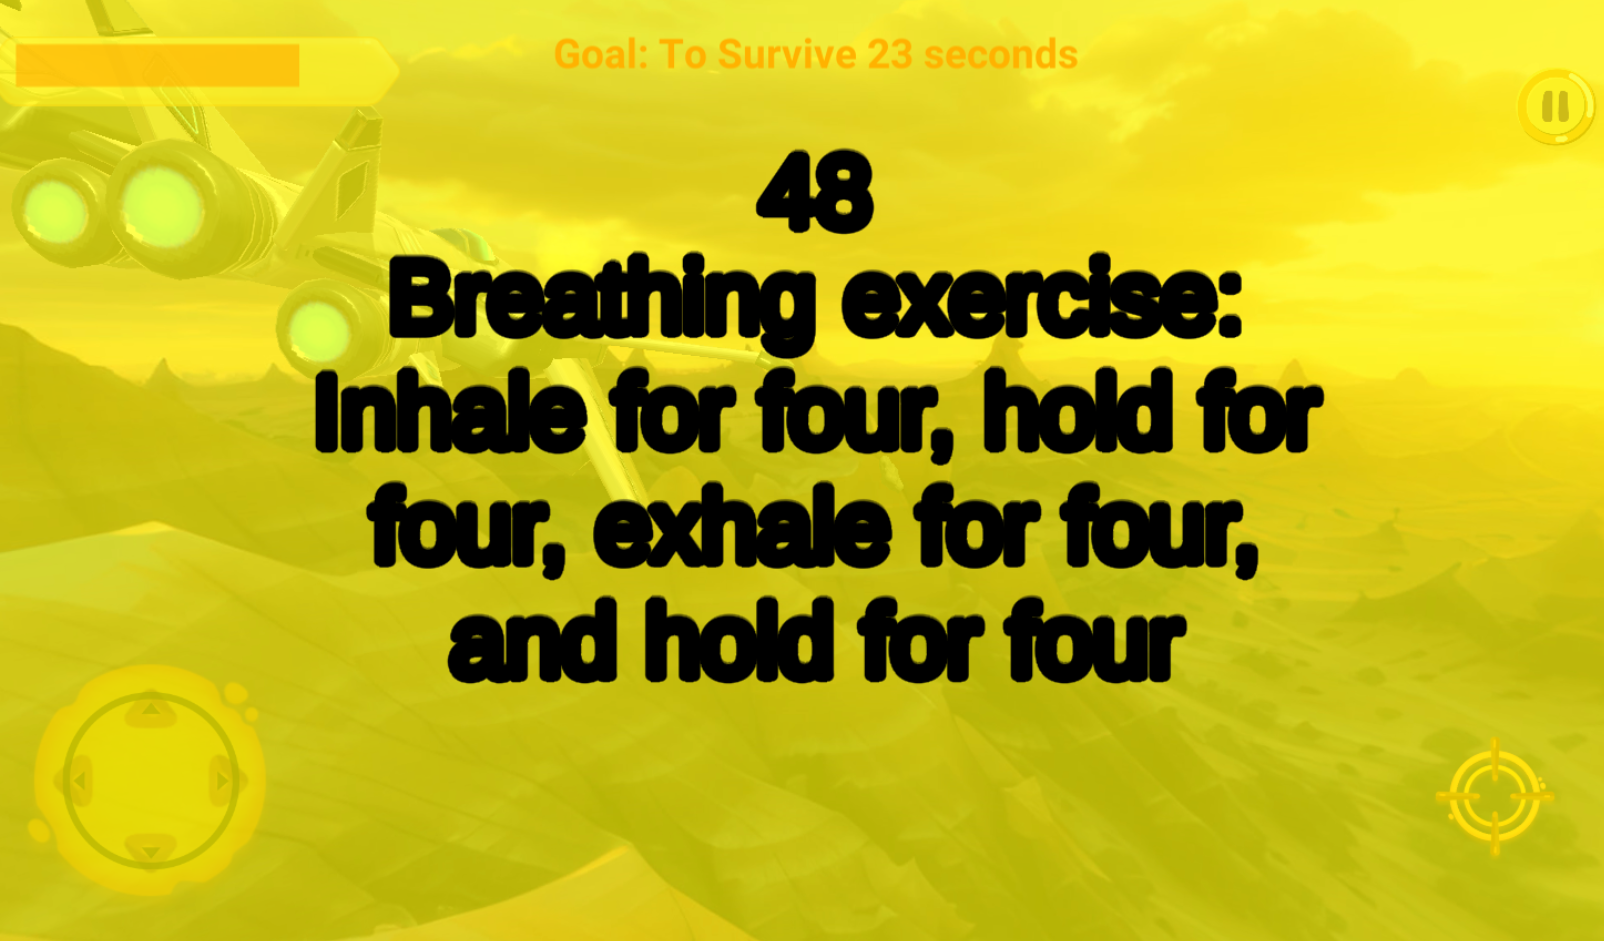 Goal: To Survive 23 seconds
48
Breathing exercise:
Inhale for four, hold for
four, exhale for four,
and hold for four